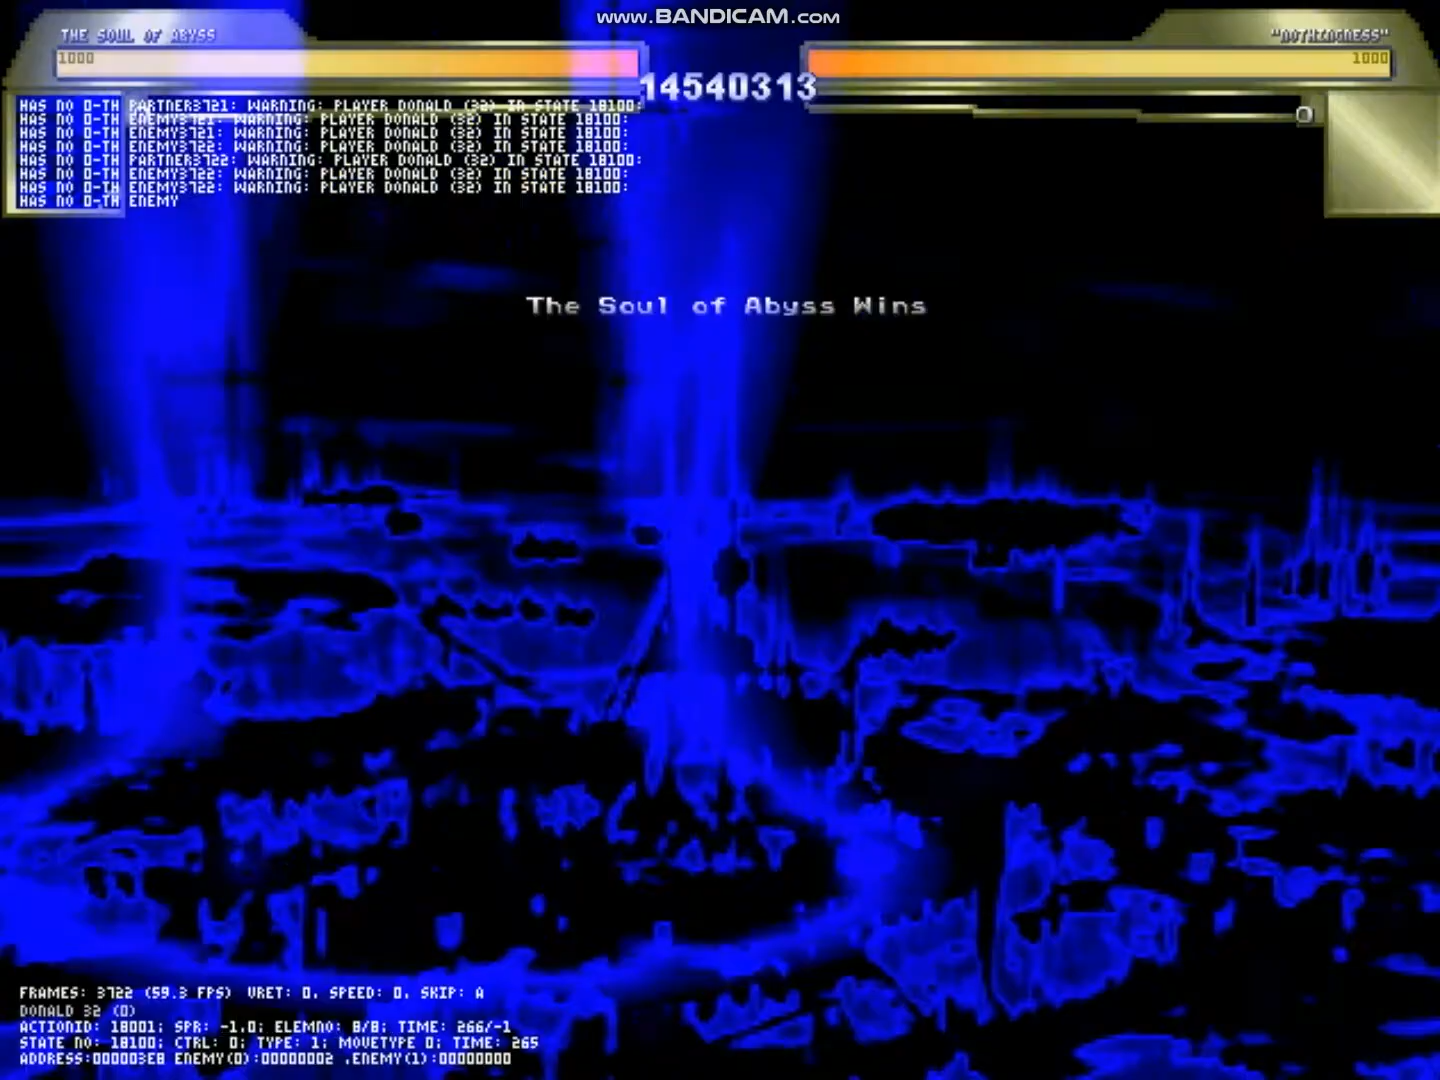 www.BANDICAM.com
THE SOUL OF ABYSS
"NOTHINGNESS"
1000
1000
14540313
HAS NO 0-TH PARTNER3721: WARNING: PLAYER DONALD (32) IN STATE 18100:
HAS NO 0-TH ENEMY3721: WARNING: PLAYER DONALD (32) IN STATE 18100:
HAS NO 0-TH ENEMY3721: WARNING: PLAYER DONALD (32) IN STATE 18100:
HAS NO 0-TH ENEMY3722: WARNING: PLAYER DONALD (32) IN STATE 18100:
HAS NO 0-TH PARTNER3722: WARNING: PLAYER DONALD (32) IN STATE 18100:
HAS NO 0-TH ENEMY3722: WARNING: PLAYER DONALD (32) IN STATE 18100:
HAS NO 0-TH ENEMY3722: WARNING: PLAYER DONALD (32) IN STATE 18100:
HAS NO 0-TH ENEMY
0
The Soul of Abyss Wins
FRAMES: 3722 (59.3 FPS) VRET: 0. SPEED: 0. SKIP: A
DONALD 32 (0)
ACTIONID: 18001; SPR: -1.0; ELEMNO: 8/8; TIME: 266/-1
STATE NO: 18100; CTRL: 0; TYPE: 1; MOVETYPE 0; TIME: 265
ADDRESS:000003E8 ENEMY(0):00000002 .ENEMY(1):00000000